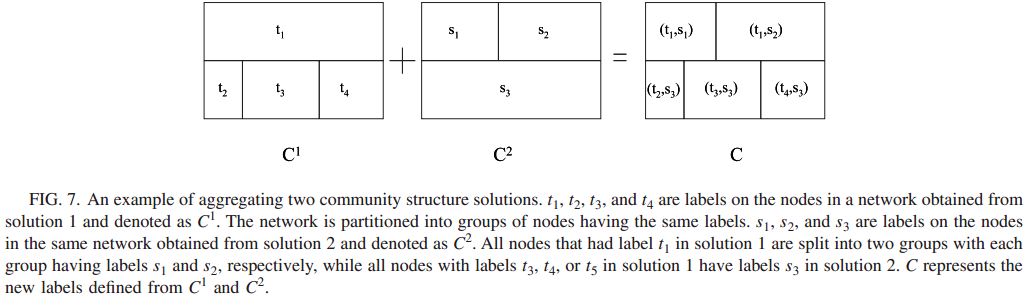 t₁ s₁ s₂ (t₁,s₁) (t₁,s₂)
+ =
t₂ t₃ t₄ s₃ (t₂,s₃) (t₃,s₃) (t₄,s₃)
C¹ C² C
FIG. 7. An example of aggregating two community structure solutions. t₁, t₂, t₃, and t₄ are labels on the nodes in a network obtained from
solution 1 and denoted as C¹. The network is partitioned into groups of nodes having the same labels. s₁, s₂, and s₃ are labels on the nodes
in the same network obtained from solution 2 and denoted as C². All nodes that had label t₁ in solution 1 are split into two groups with each
group having labels s₁ and s₂, respectively, while all nodes with labels t₃, t₄, or t₅ in solution 1 have labels s₃ in solution 2. C represents the
new labels defined from C¹ and C².